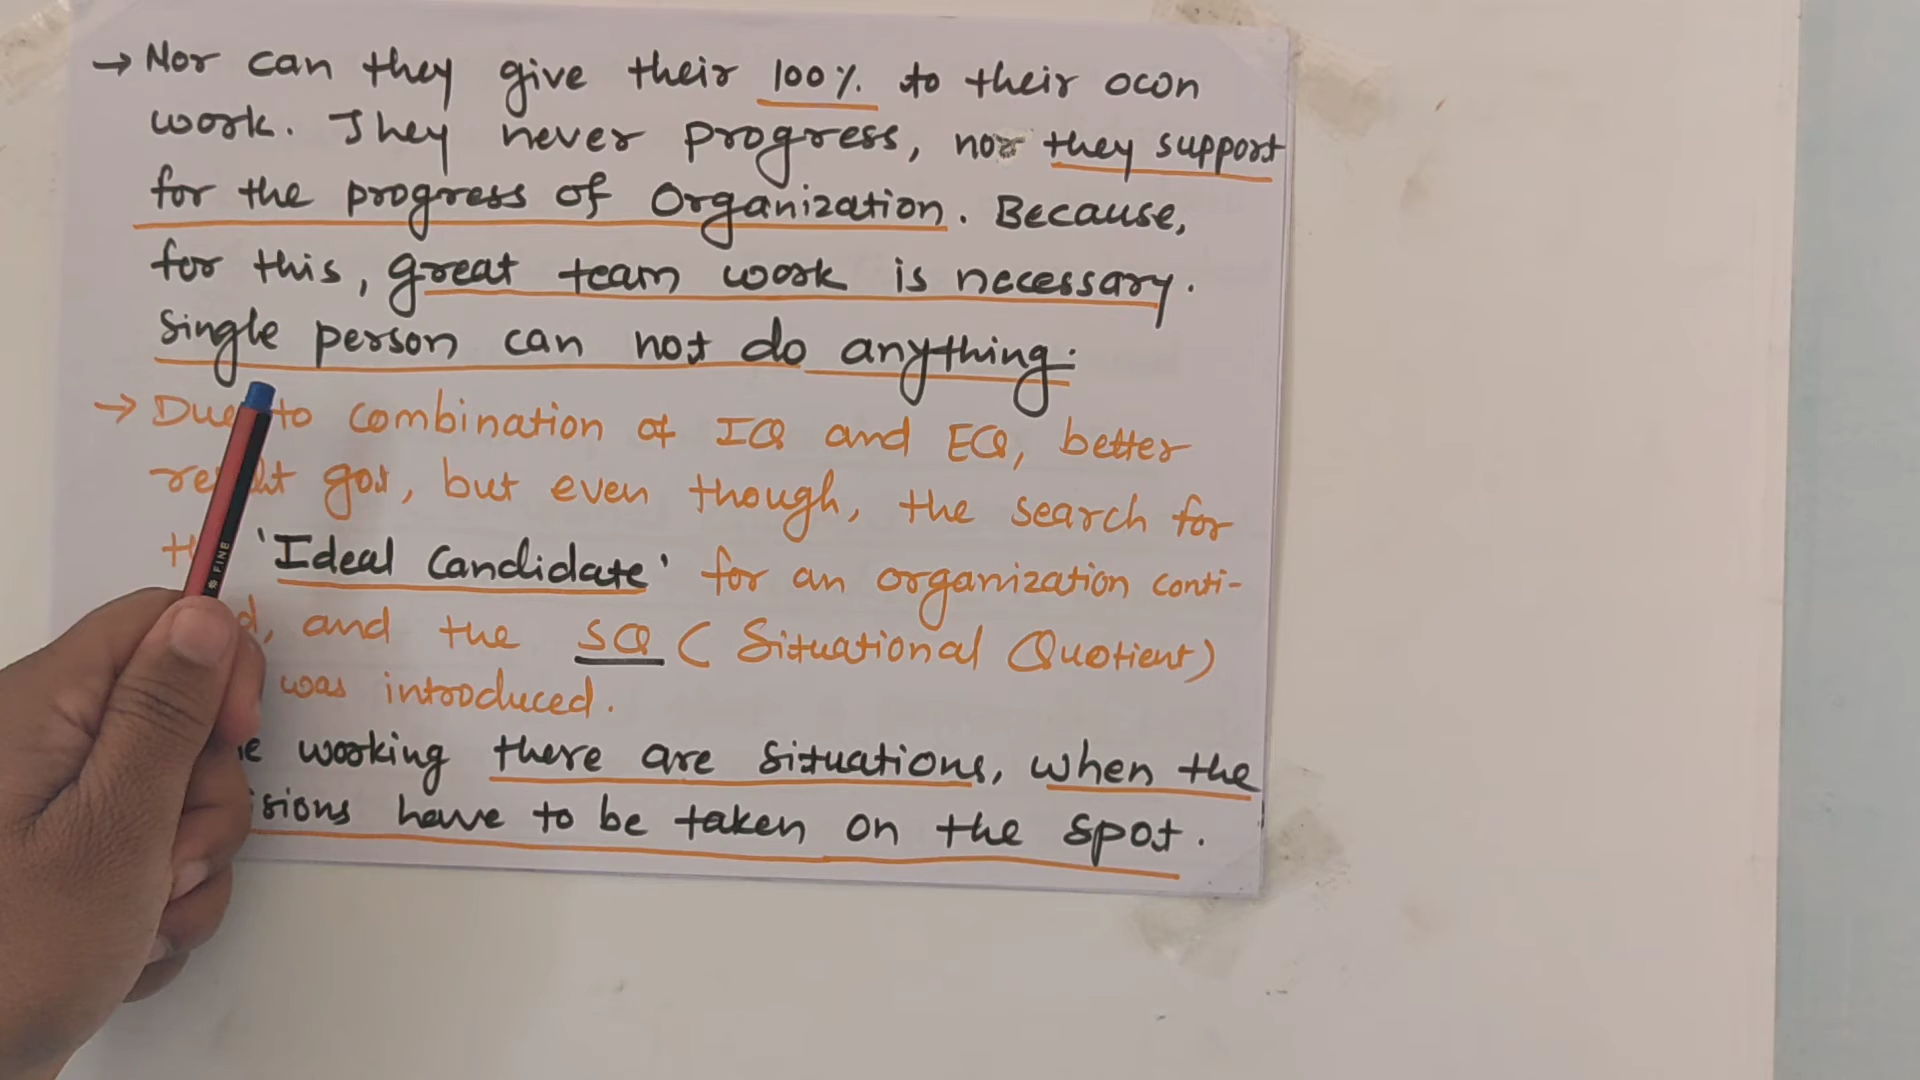 → Nor can they give their 100% to their own
work. They never progress, nor they support
for the progress of Organization. Because,
for this, great team work is necessary.
Single person can not do anything.
→ Due to combination of IQ and EQ, better
result got, but even though, the search for
'Ideal Candidate' for an organization conti-
and the SQ (Situational Quotient)
was introduced.
working there are situations, when the
have to be taken on the spot.
FINE